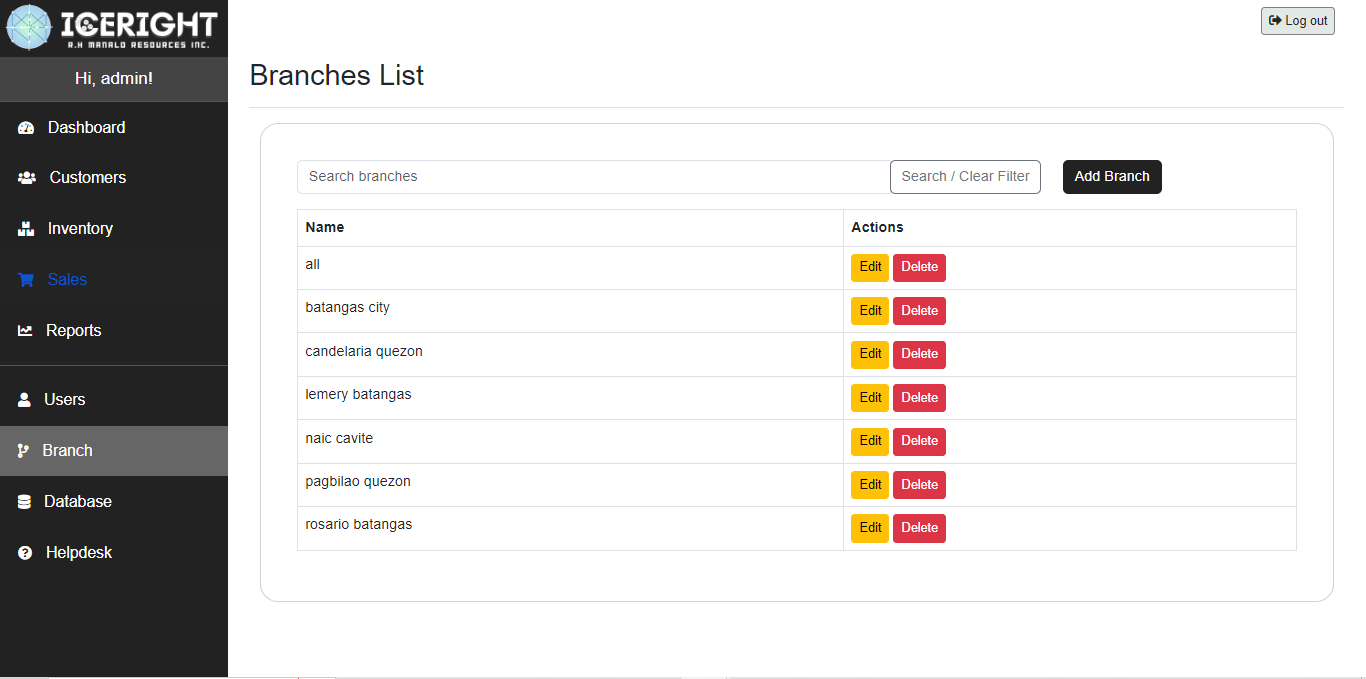 ICERIGHT
R.H MANALO RESOURCES INC.
Log out
Hi, admin!
Branches List
Dashboard
Customers
Inventory
Sales
Reports
Users
Branch
Database
Helpdesk
Search branches Search / Clear Filter Add Branch
Name Actions
all Edit Delete
batangas city Edit Delete
candelaria quezon Edit Delete
lemery batangas Edit Delete
naic cavite Edit Delete
pagbilao quezon Edit Delete
rosario batangas Edit Delete